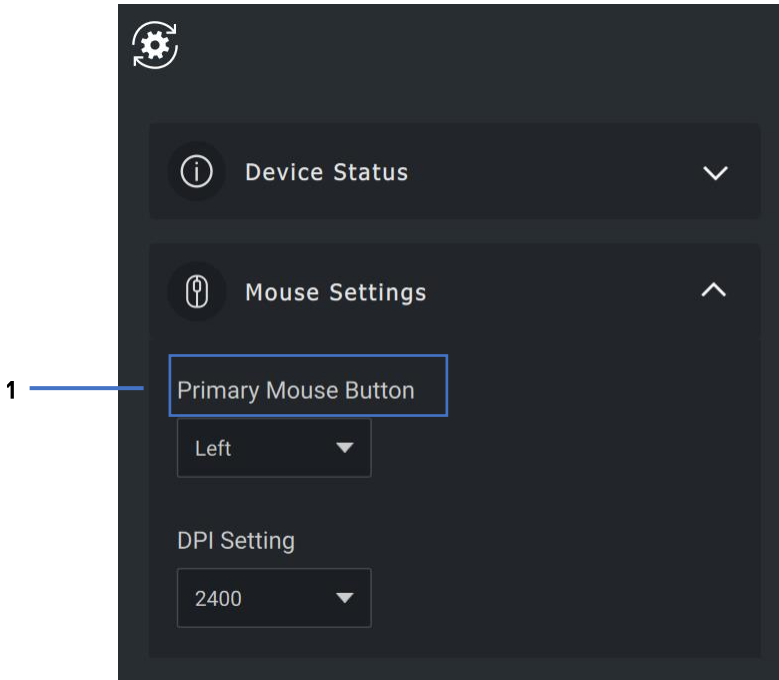 Device Status
Mouse Settings
1
Primary Mouse Button
Left
DPI Setting
2400